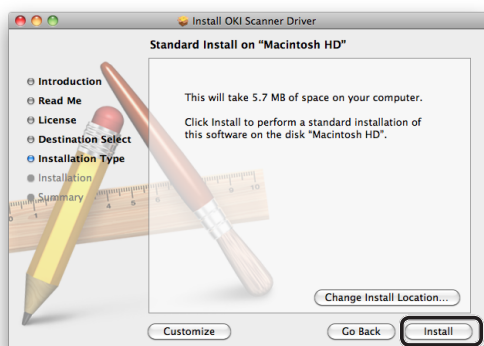 Install OKI Scanner Driver
Standard Install on “Macintosh HD”
Introduction
Read Me
License
Destination Select
Installation Type
Installation
Summary
This will take 5.7 MB of space on your computer.
Click Install to perform a standard installation of
this software on the disk “Macintosh HD”.
Change Install Location...
Customize
Go Back
Install